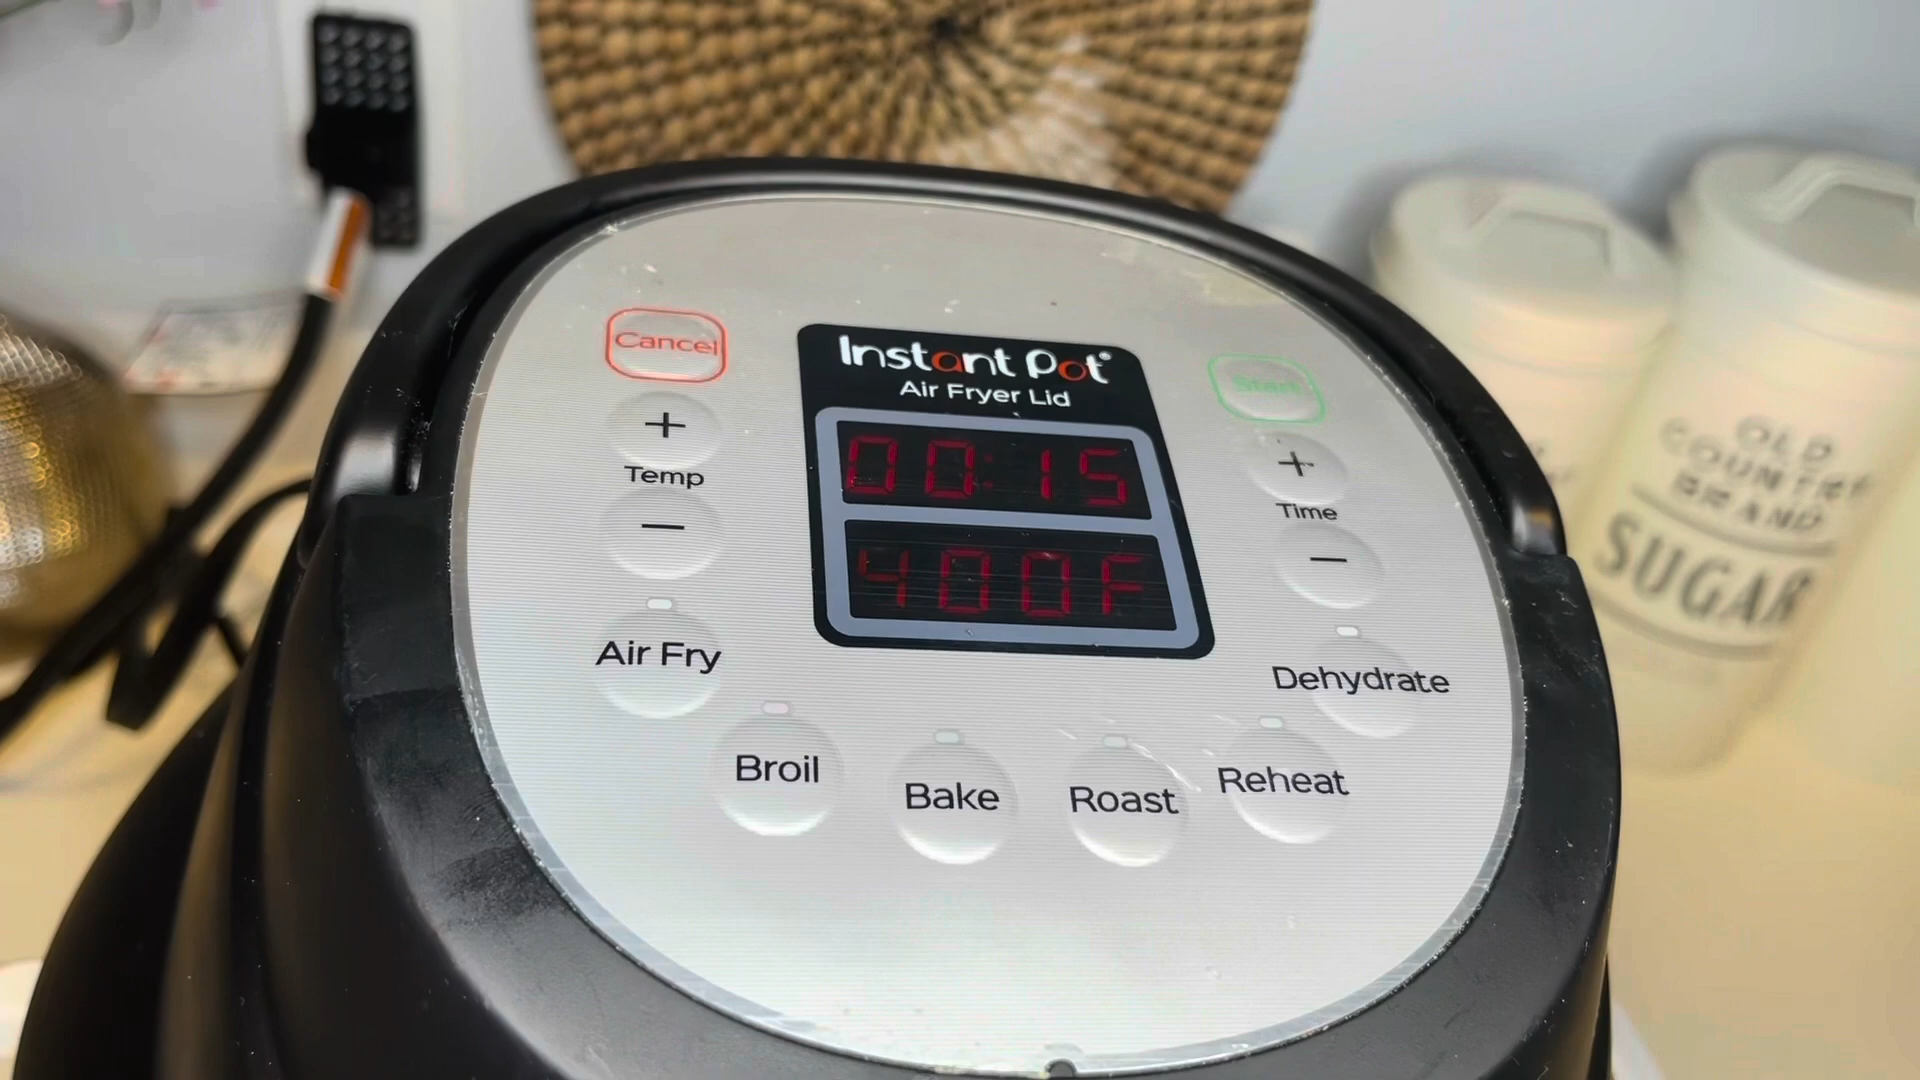 Instant Pot®
Air Fryer Lid
Cancel
Start
00:15
400F
+
Temp
−
+
Time
−
Air Fry
Broil
Bake
Roast
Reheat
Dehydrate
OLD
COUNTRY
BRAND
SUGAR